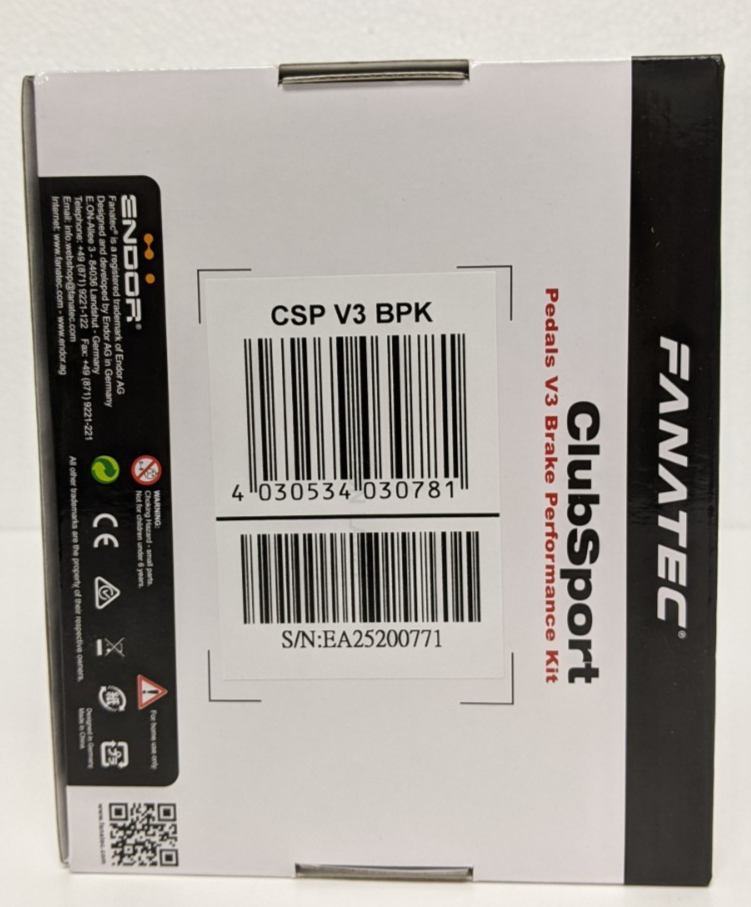 FANATEC®
ClubSport
Pedals V3 Brake Performance Kit
CSP V3 BPK
4 030534 030781
S/N:EA25200771
ENDOR®
Fanatec® is a registered trademark of Endor AG
Designed and developed by Endor AG in Germany
E.ON-Allee 3 - 84036 Landshut - Germany
Telephone: +49 (871) 9221-122 Fax: +49 (871) 9221-221
Email: info.webshop@fanatec.com
Internet: www.fanatec.com - www.endor.ag
WARNING:
Choking Hazard - small parts.
Not for children under 6 years.
CE
For home use only
All other trademarks are the property of their respective owners.
Designed in Germany
Made in China
www.fanatec.com